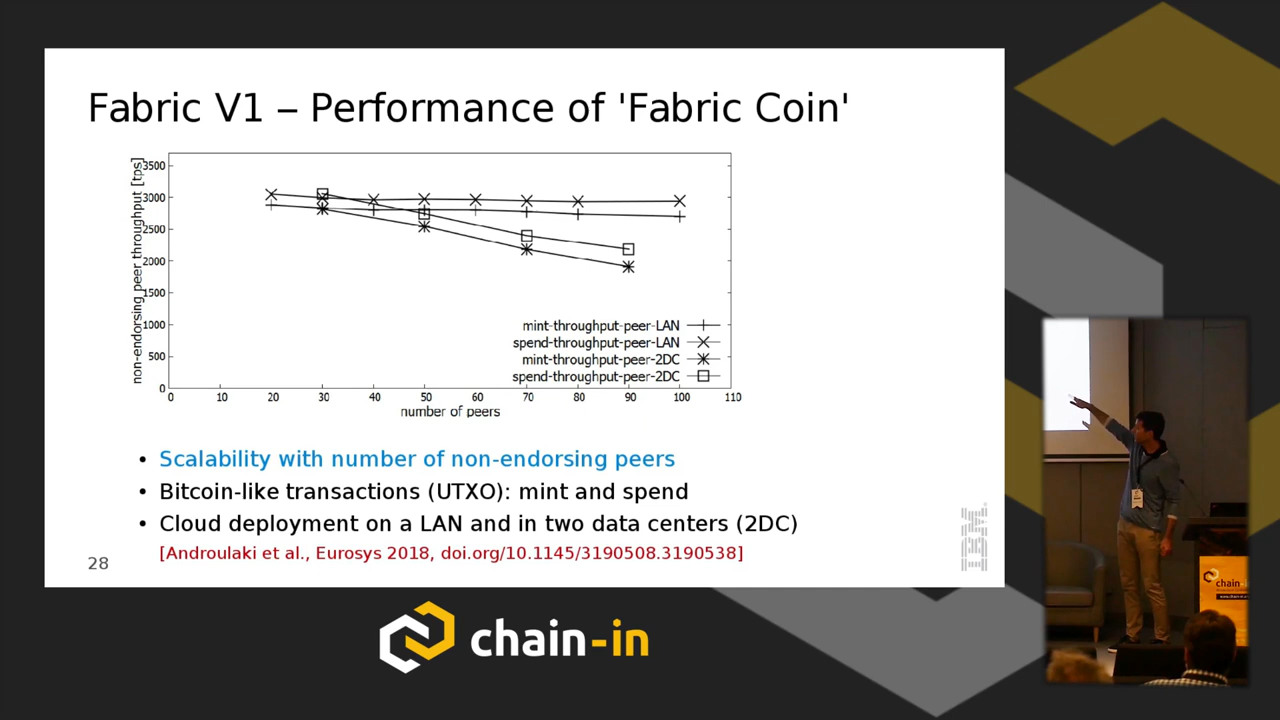 Fabric V1 – Performance of 'Fabric Coin'
non-endorsing peer throughput [tps]
3500
3000
2500
2000
1500
1000
500
0
mint-throughput-peer-LAN
spend-throughput-peer-LAN
mint-throughput-peer-2DC
spend-throughput-peer-2DC
0 10 20 30 40 50 60 70 80 90 100 110
number of peers
• Scalability with number of non-endorsing peers
• Bitcoin-like transactions (UTXO): mint and spend
• Cloud deployment on a LAN and in two data centers (2DC)
[Androulaki et al., Eurosys 2018, doi.org/10.1145/3190508.3190538]
28
IBM
chain-in
chain-in